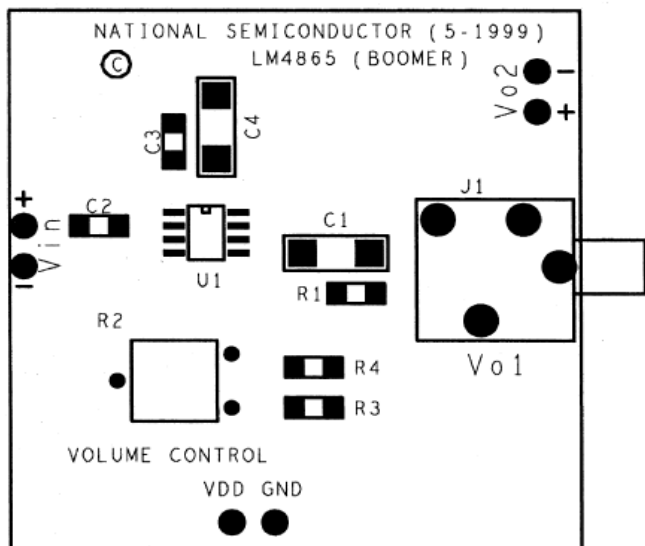 NATIONAL SEMICONDUCTOR (5-1999)
© LM4865 (BOOMER)
Vo2
-
+
C3
C4
J1
+
Vin
-
C2
U1
C1
R1
R2
Vo1
R4
R3
VOLUME CONTROL
VDD GND